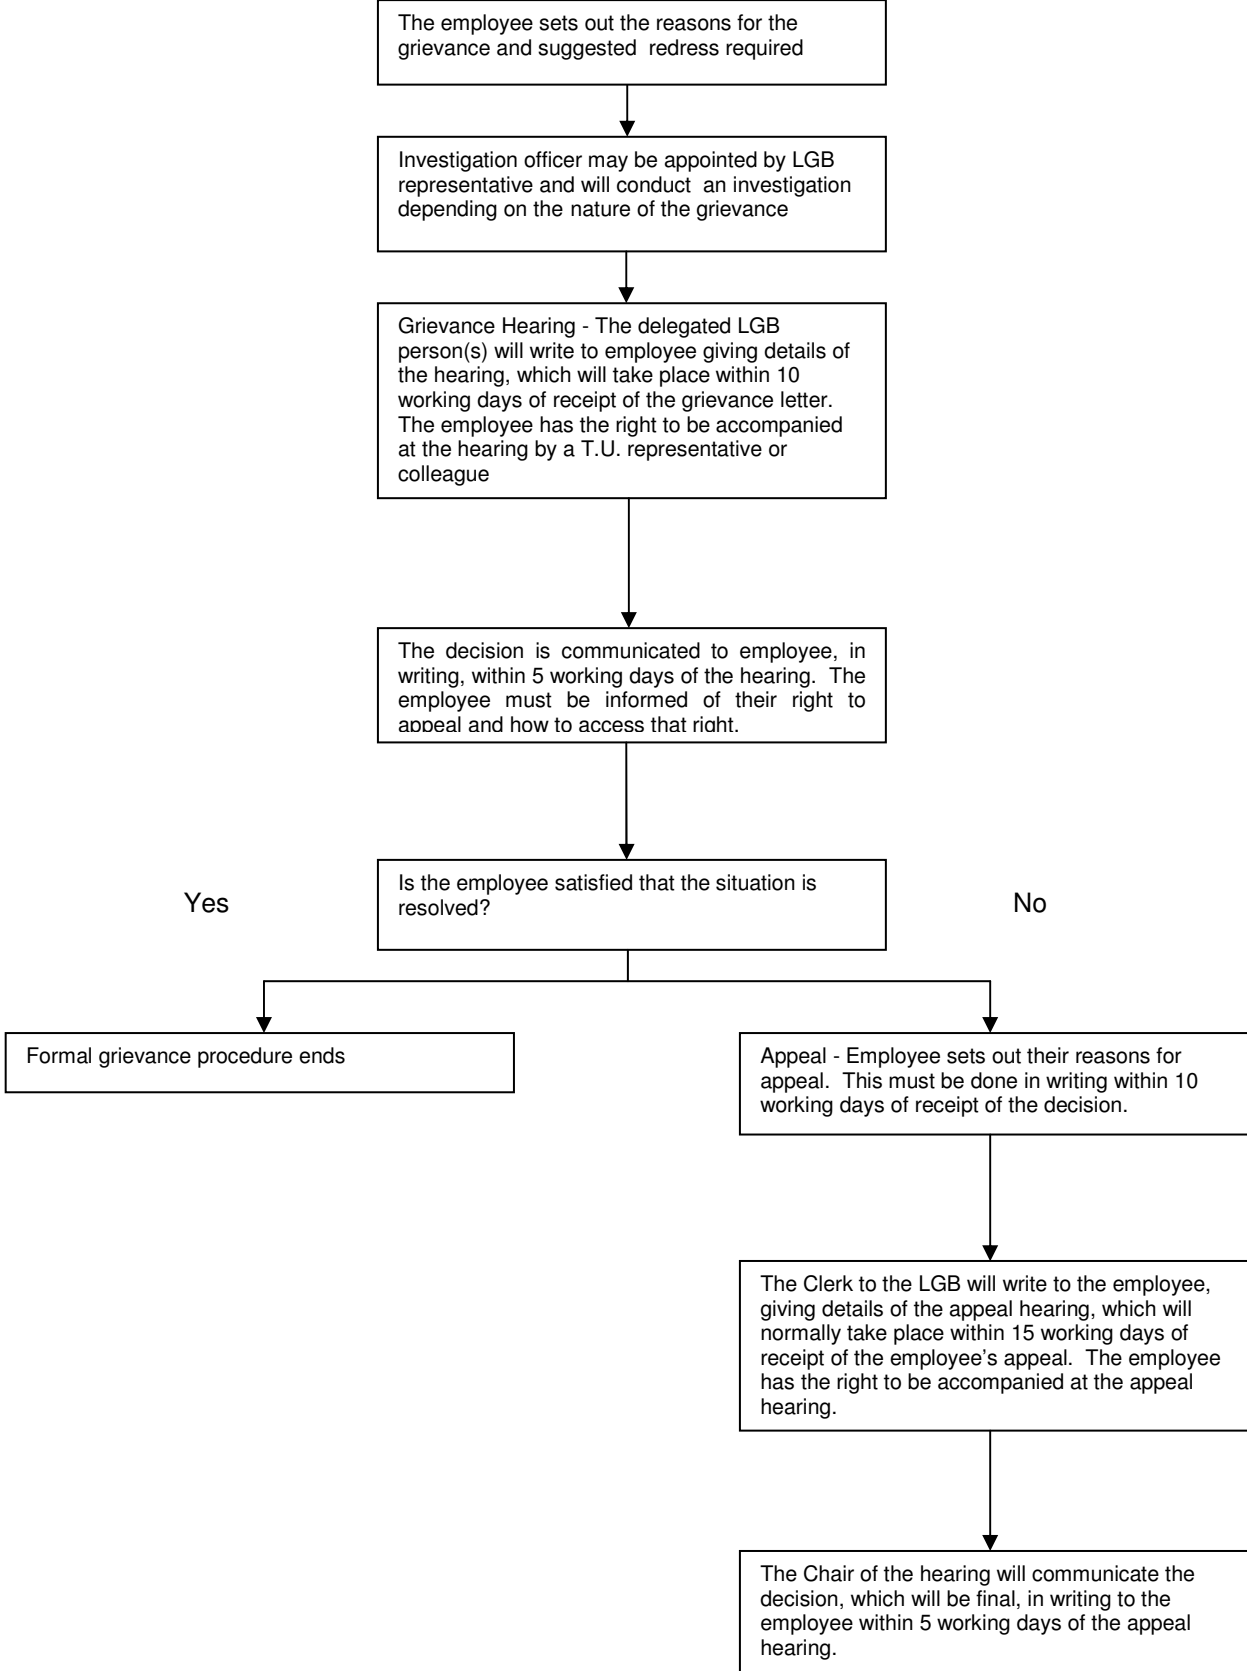 The employee sets out the reasons for the
grievance and suggested  redress required
Investigation officer may be appointed by LGB
representative and will conduct  an investigation
depending on the nature of the grievance
Grievance Hearing - The delegated LGB
person(s) will write to employee giving details of
the hearing, which will take place within 10
working days of receipt of the grievance letter.
The employee has the right to be accompanied
at the hearing by a T.U. representative or
colleague
The decision is communicated to employee, in
writing, within 5 working days of the hearing.  The
employee must be informed of their right to
appeal and how to access that right.
Is the employee satisfied that the situation is
resolved?
Yes
No
Formal grievance procedure ends
Appeal - Employee sets out their reasons for
appeal.  This must be done in writing within 10
working days of receipt of the decision.
The Clerk to the LGB will write to the employee,
giving details of the appeal hearing, which will
normally take place within 15 working days of
receipt of the employee’s appeal.  The employee
has the right to be accompanied at the appeal
hearing.
The Chair of the hearing will communicate the
decision, which will be final, in writing to the
employee within 5 working days of the appeal
hearing.